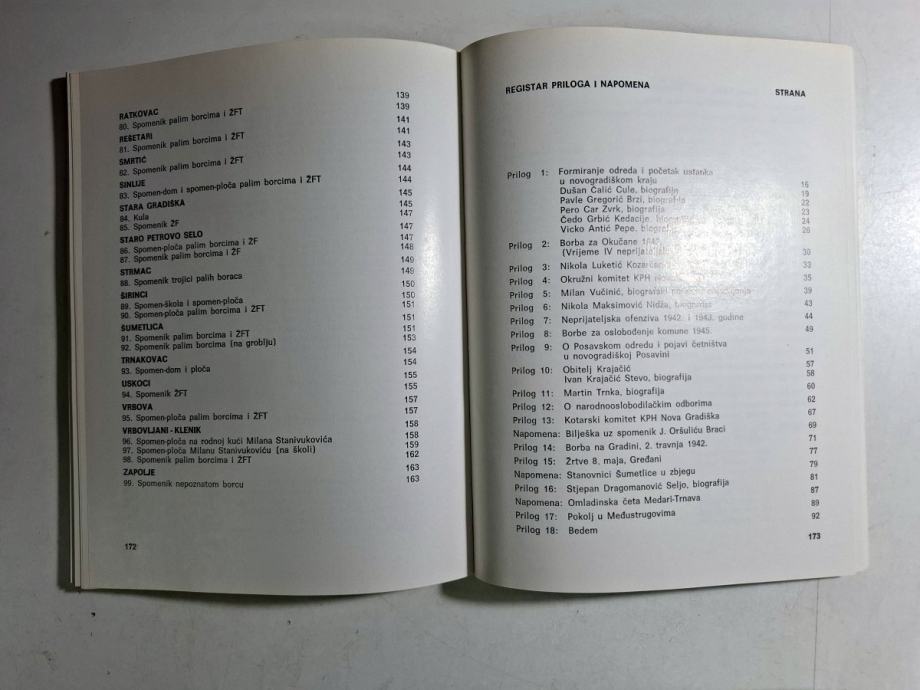 RATKOVAC 139
80. Spomenik palim borcima i ŽFT 139
REŠETARI 141
81. Spomenik palim borcima i ŽFT 141
SMRTIĆ 143
82. Spomenik palim borcima i ŽFT 143
SINLIJE 144
83. Spomen-dom i spomen-ploča palim borcima i ŽFT 144
STARA GRADIŠKA 145
84. Kula 145
85. Spomenik ŽF 147
STARO PETROVO SELO 147
86. Spomen-ploča palim borcima i ŽF 147
87. Spomenik palim borcima i ŽFT 148
STRMAC 149
88. Spomenik trojici palih boraca 149
ŠIRINCI 150
89. Spomen-škola i spomen-ploča 150
90. Spomen-ploča palim borcima i ŽFT 151
ŠUMETLICA 151
91. Spomenik palim borcima i ŽFT 151
92. Spomenik palim borcima (na groblju) 153
TRNAKOVAC 154
93. Spomen-dom i ploča 154
USKOCI 155
94. Spomenik ŽFT 155
VRBOVA 157
95. Spomen-ploča palim borcima i ŽFT 157
VRBOVLJANI-KLENIK 158
96. Spomen-ploča na rodnoj kući Milana Stanivukovića 158
97. Spomen-ploča Milanu Stanivukoviću (na školi) 159
98. Spomenik palim borcima i ŽFT 162
ZAPOLJE 163
99. Spomenik nepoznatom borcu 163
172
REGISTAR PRILOGA I NAPOMENA
STRANA
Prilog 1: Formiranje odreda i početak ustanka
u novogradiškom kraju 16
Dušan Čalić Cule, biografija 19
Pavle Gregorić Brzi, biografija 22
Pero Car Zvrk, biografija 23
Čedo Grbić Kedacije, 24
Vicko Antić Pepe, biografija 26
Prilog 2: Borba za Okučane
(Vrijeme IV 30
Prilog 3: Nikola Luketić 33
Prilog 4: Okružni komitet KPH 35
Prilog 5: Milan Vučinić, biografski 39
Prilog 6: Nikola Maksimović Nidža, biografija 43
Prilog 7: Neprijateljska ofenziva 1942. i 1943. godine 44
Prilog 8: Borbe za oslobođenje komune 1945. 49
Prilog 9: O Posavskom odredu i pojavi četništva
u novogradiškoj Posavini 51
Prilog 10: Obitelj Krajačić 57
Ivan Krajačić Stevo, biografija 58
Prilog 11: Martin Trnka, biografija 60
Prilog 12: O narodnooslobodilačkim odborima 62
Prilog 13: Kotarski komitet KPH Nova Gradiška 67
Napomena: Bilješka uz spomenik J. Oršuliću Braci 69
Prilog 14: Borba na Gradini, 2. travnja 1942. 71
Prilog 15: Žrtve 8. maja, Gređani 77
Napomena: Stanovnici Šumetlice u zbjegu 79
Prilog 16: Stjepan Dragomanović Seljo, biografija 81
Napomena: Omladinska četa Medari-Trnava 87
Prilog 17: Pokolj u Međustrugovima 89
Prilog 18: Bedem 92
173